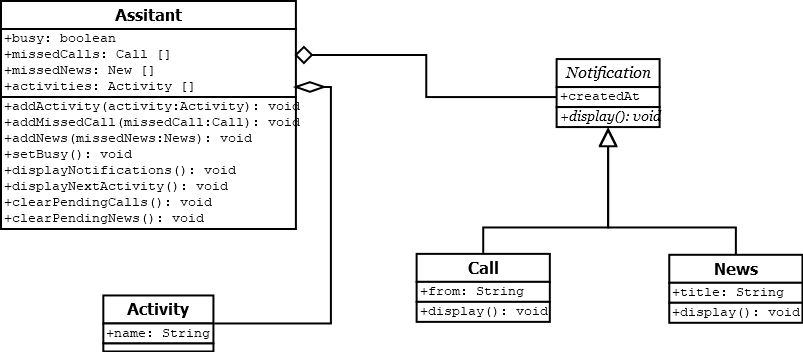 Assitant
+busy: boolean
+missedCalls: Call []
+missedNews: New []
+activities: Activity []
+addActivity(activity:Activity): void
+addMissedCall(missedCall:Call): void
+addNews(missedNews:News): void
+setBusy(): void
+displayNotifications(): void
+displayNextActivity(): void
+clearPendingCalls(): void
+clearPendingNews(): void
Notification
+createdAt
+display(): void
Call
+from: String
+display(): void
News
+title: String
+display(): void
Activity
+name: String